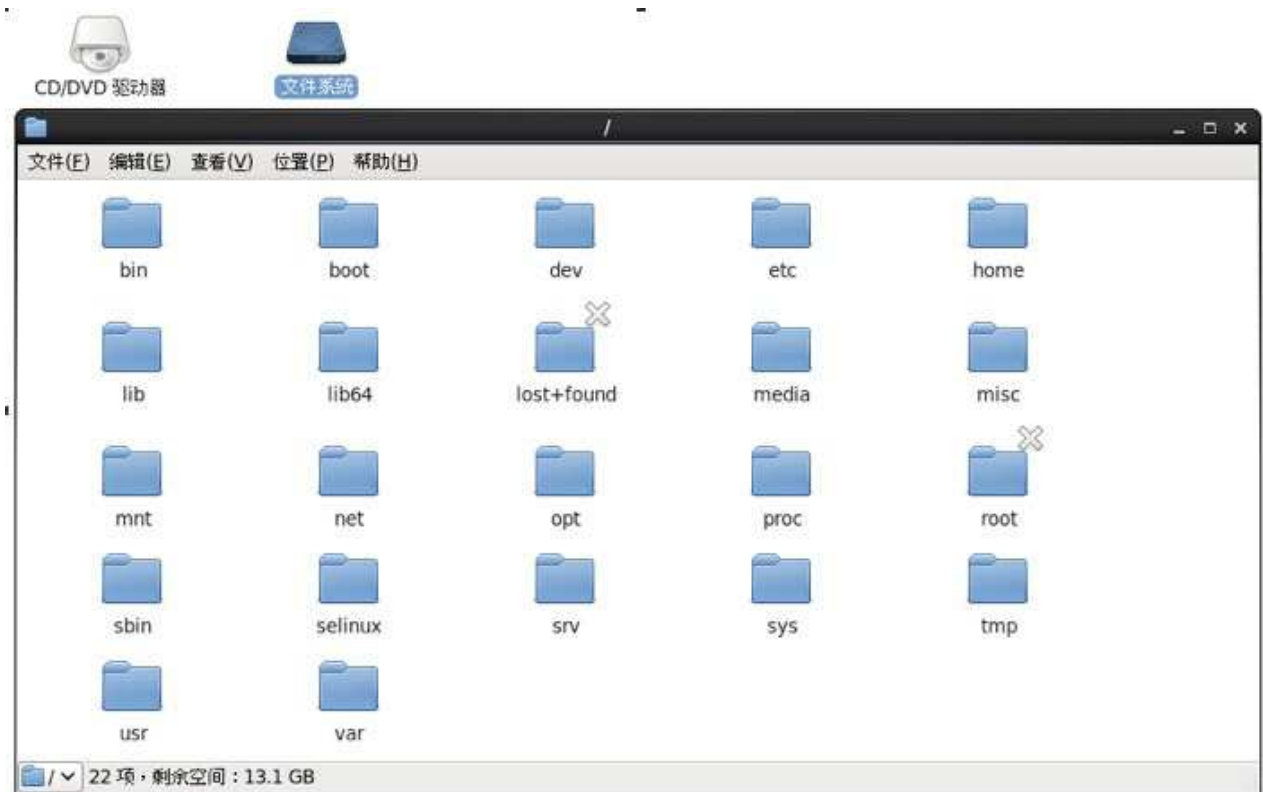 CD/DVD 驱动器 文件系统
/
文件(F) 编辑(E) 查看(V) 位置(P) 帮助(H)
bin boot dev etc home
lib lib64 lost+found media misc
mnt net opt proc root
sbin selinux srv sys tmp
usr var
/ 22 项，剩余空间：13.1 GB